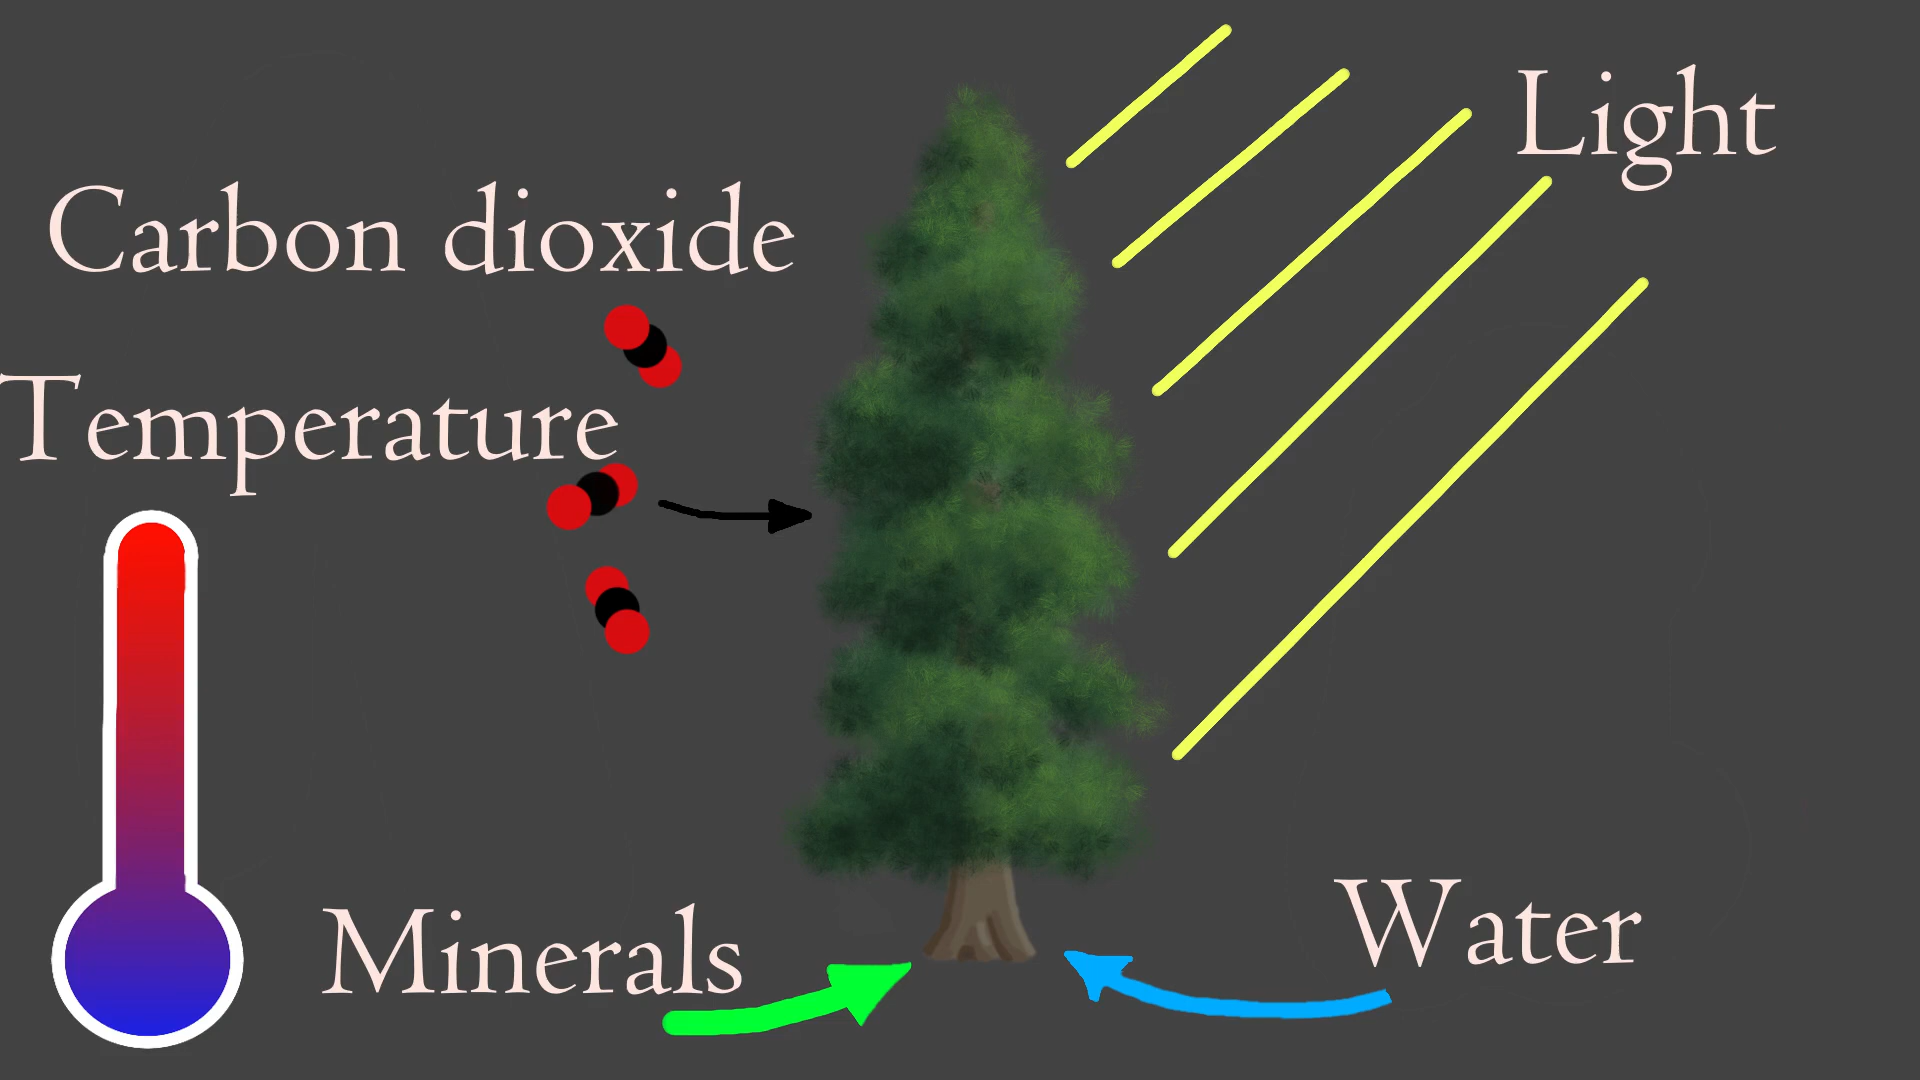 Light
Carbon dioxide
Temperature
Minerals
Water